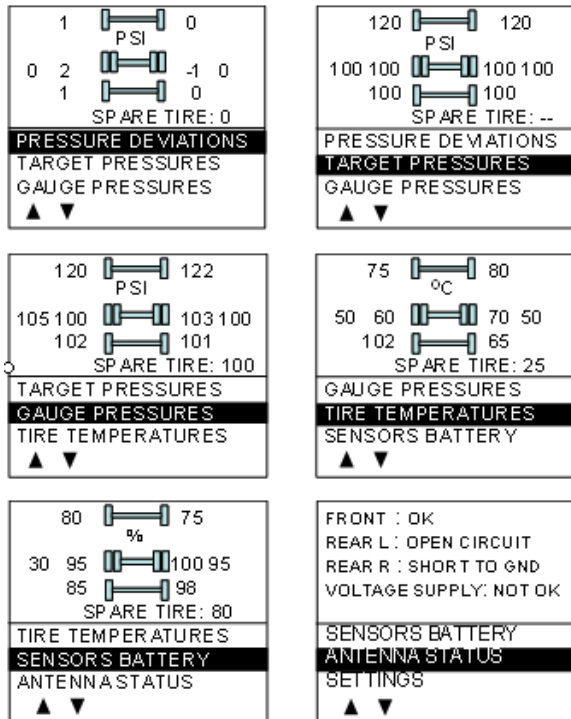 1 0
PSI
0 2 -1 0
1 0
SPARE TIRE: 0
PRESSURE DEVIATIONS
TARGET PRESSURES
GAUGE PRESSURES
120 120
PSI
100 100 100 100
100 100
SPARE TIRE: --
PRESSURE DEVIATIONS
TARGET PRESSURES
GAUGE PRESSURES
120 122
PSI
105 100 103 100
102 101
SPARE TIRE: 100
TARGET PRESSURES
GAUGE PRESSURES
TIRE TEMPERATURES
75 80
ºC
50 60 70 50
102 65
SPARE TIRE: 25
GAUGE PRESSURES
TIRE TEMPERATURES
SENSORS BATTERY
80 75
%
30 95 100 95
85 98
SPARE TIRE: 80
TIRE TEMPERATURES
SENSORS BATTERY
ANTENNA STATUS
FRONT : OK
REAR L : OPEN CIRCUIT
REAR R : SHORT TO GND
VOLTAGE SUPPLY: NOT OK
SENSORS BATTERY
ANTENNA STATUS
SETTINGS